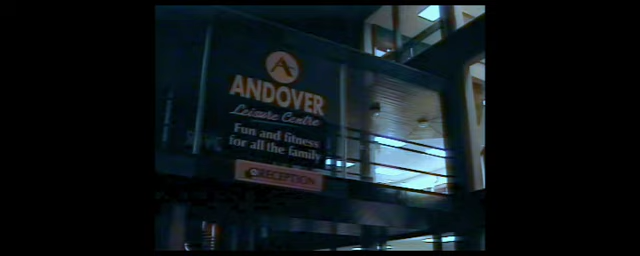 ANDOVER
Leisure Centre
Fun and fitness
for all the family
RECEPTION